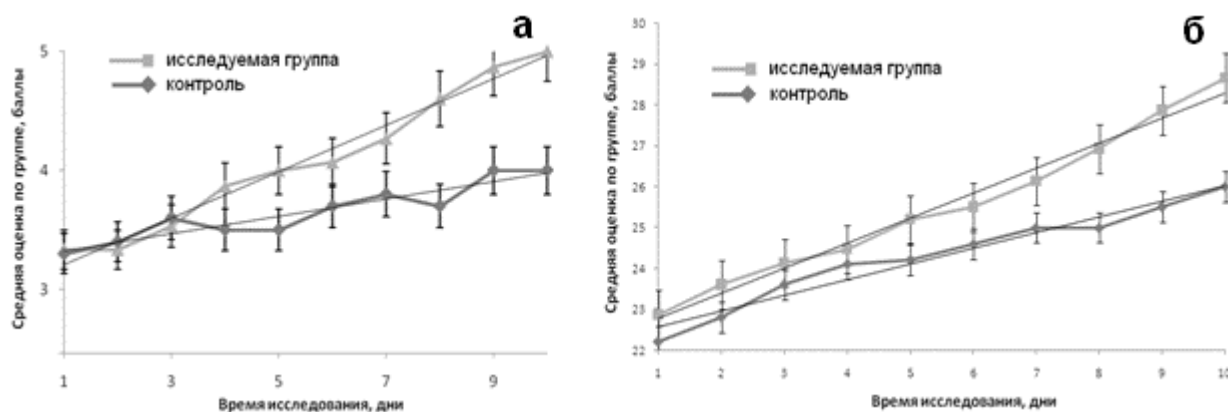 а
исследуемая группа
контроль
Средняя оценка по группе, баллы
5
4
3
1
3
5
7
9
Время исследования, дни
б
исследуемая группа
контроль
Средняя оценка по группе, баллы
30
29
28
27
26
25
24
23
22
1
2
3
4
5
6
7
8
9
10
Время исследования, дни